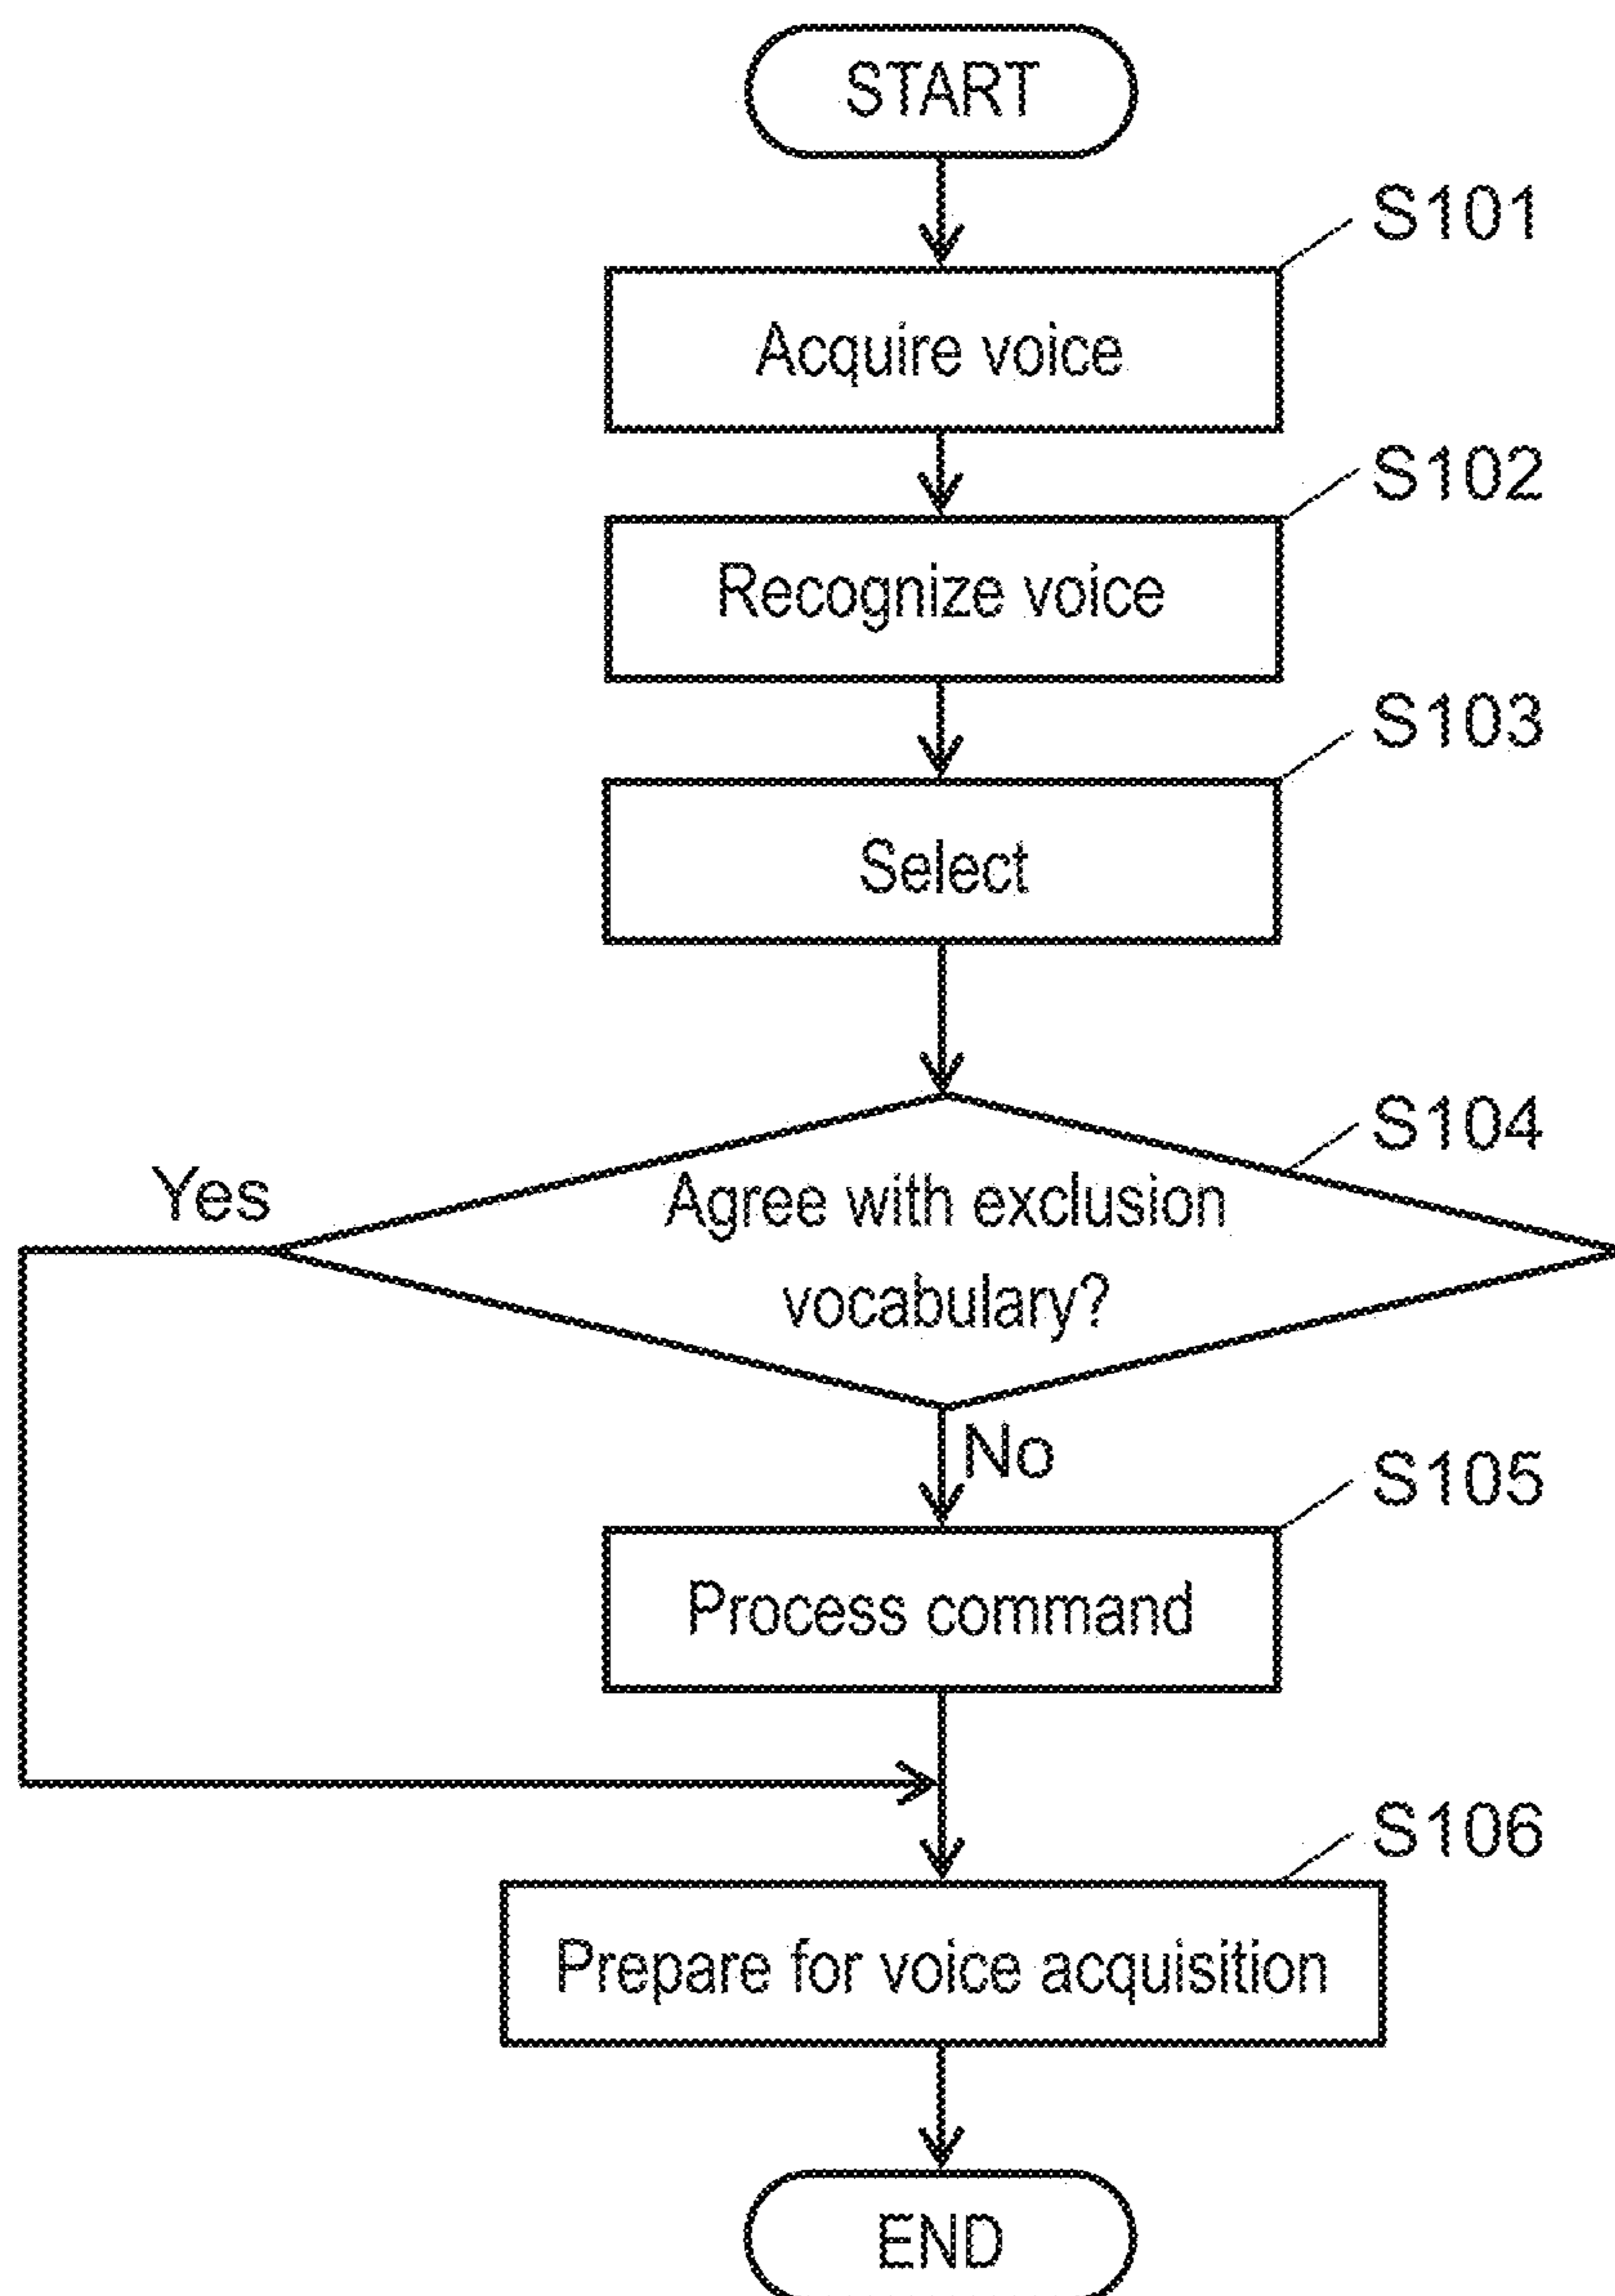 START
S101
Acquire voice
S102
Recognize voice
S103
Select
S104
Yes
Agree with exclusion
vocabulary?
No
S105
Process command
S106
Prepare for voice acquisition
END